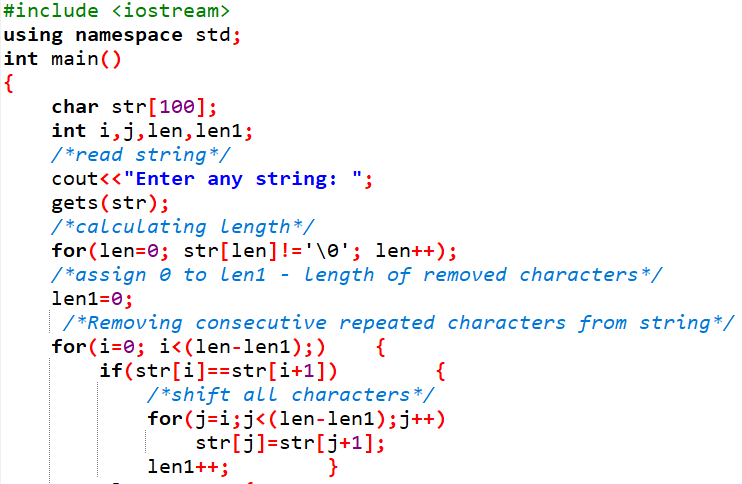 #include <iostream>
using namespace std;
int main()
{
char str[100];
int i,j,len,len1;
/*read string*/
cout<<"Enter any string: ";
gets(str);
/*calculating length*/
for(len=0; str[len]!='\0'; len++);
/*assign 0 to len1 - length of removed characters*/
len1=0;
/*Removing consecutive repeated characters from string*/
for(i=0; i<(len-len1);) {
if(str[i]==str[i+1]) {
/*shift all characters*/
for(j=i;j<(len-len1);j++)
str[j]=str[j+1];
len1++; }